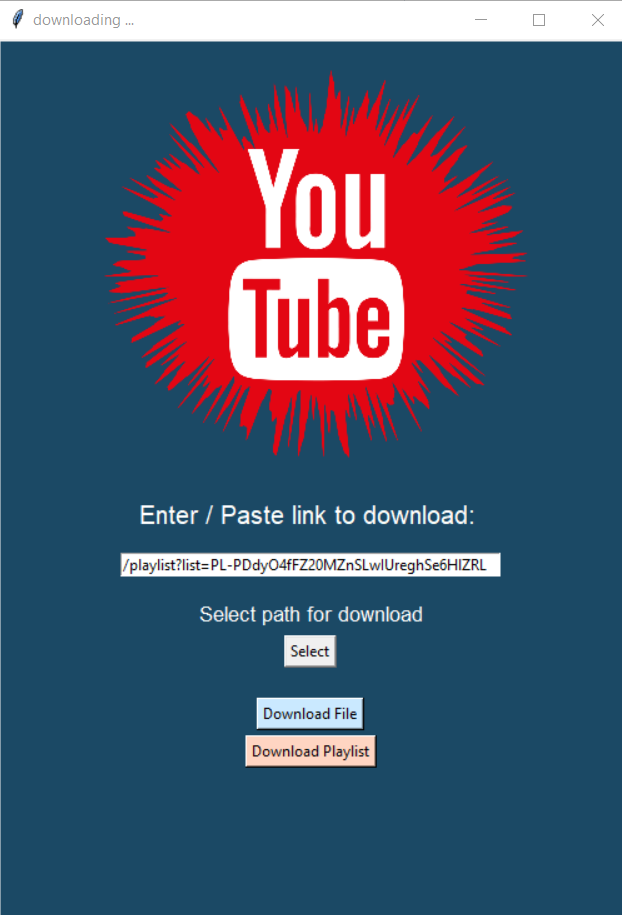 downloading ...
You
Tube
Enter / Paste link to download:
/playlist?list=PL-PDdyO4fFZ20MZnSLwlUreghSe6HlZRL
Select path for download
Select
Download File
Download Playlist